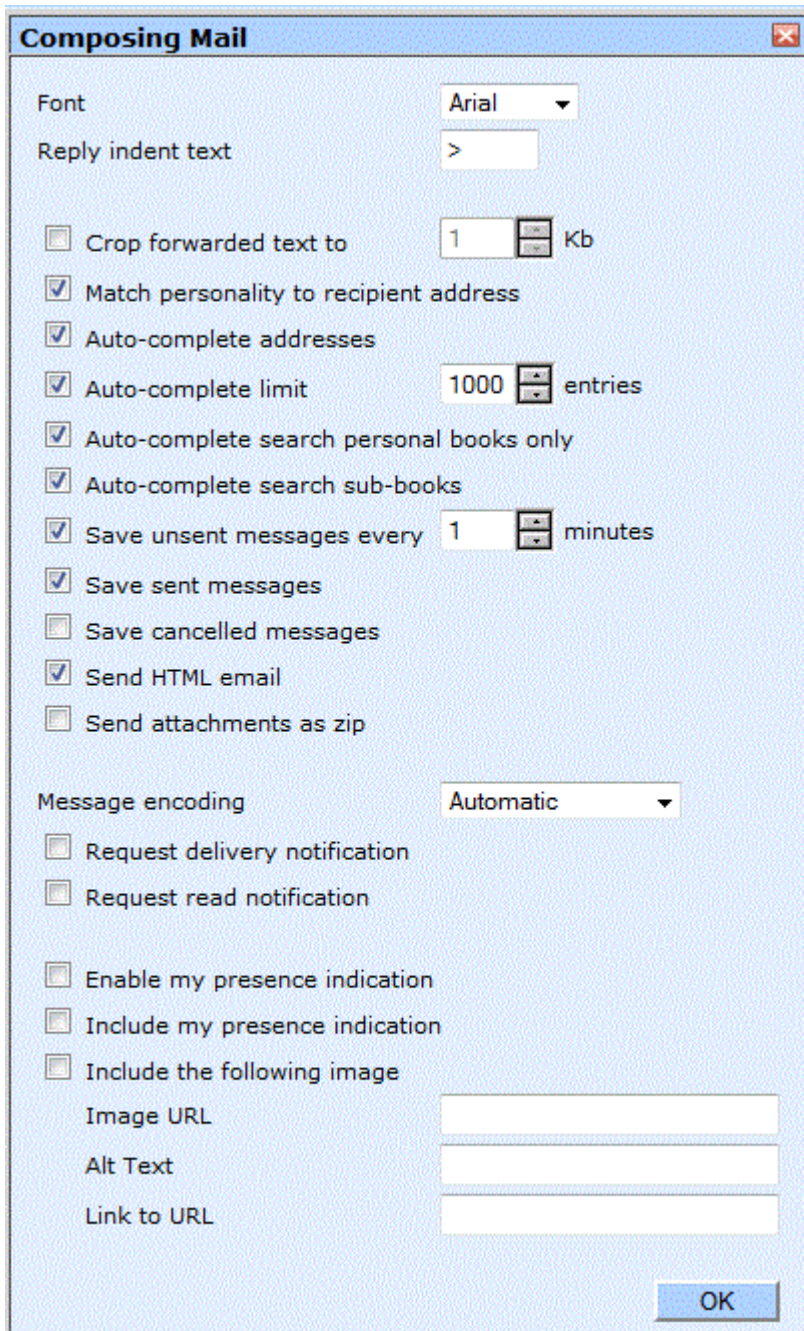 Composing Mail
Font Arial
Reply indent text >
Crop forwarded text to 1 Kb
Match personality to recipient address
Auto-complete addresses
Auto-complete limit 1000 entries
Auto-complete search personal books only
Auto-complete search sub-books
Save unsent messages every 1 minutes
Save sent messages
Save cancelled messages
Send HTML email
Send attachments as zip
Message encoding Automatic
Request delivery notification
Request read notification
Enable my presence indication
Include my presence indication
Include the following image
Image URL
Alt Text
Link to URL
OK